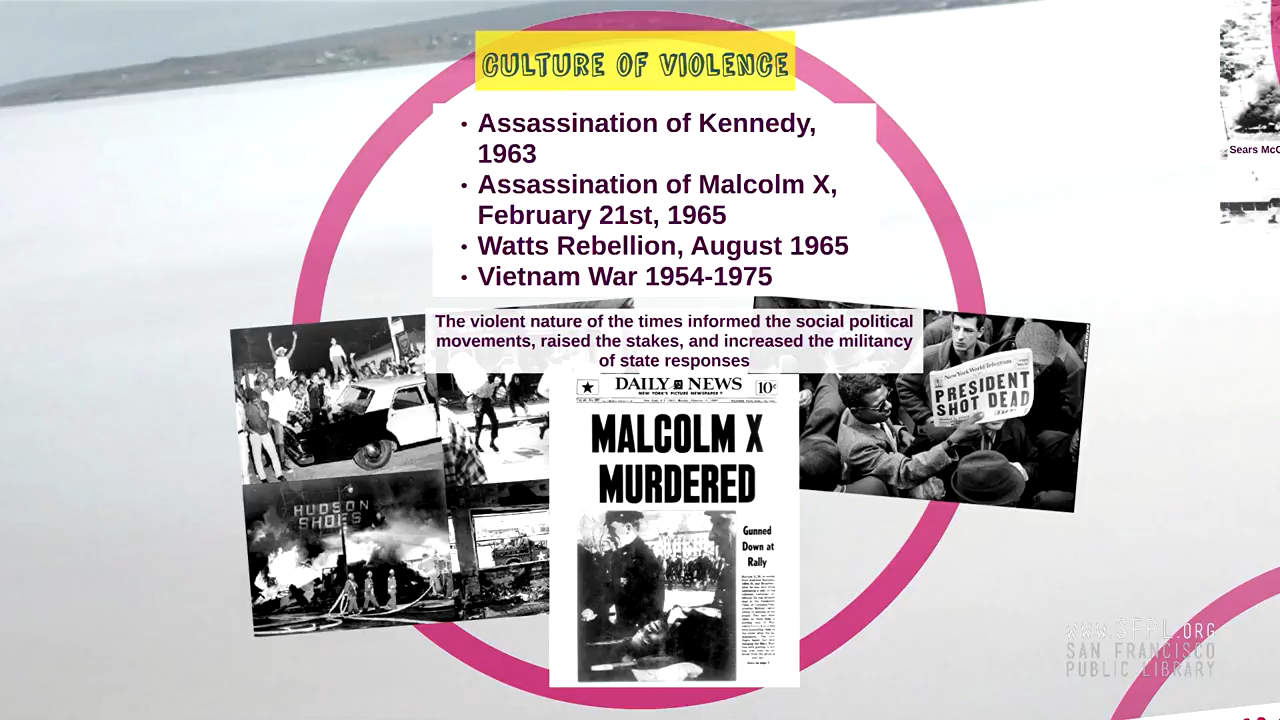 CULTURE OF VIOLENCE
• Assassination of Kennedy,
1963
• Assassination of Malcolm X,
February 21st, 1965
• Watts Rebellion, August 1965
• Vietnam War 1954-1975
The violent nature of the times informed the social political
movements, raised the stakes, and increased the militancy
of state responses
Sears McC
New York World-Telegram
PRESIDENT
SHOT DEAD
DAILY NEWS
10¢
NEW YORK'S PICTURE NEWSPAPER
MALCOLM X
MURDERED
HUDSON
SHOES
Gunned
Down at
Rally
WWW.SFPL.ORG
SAN FRANCISCO
PUBLIC LIBRARY